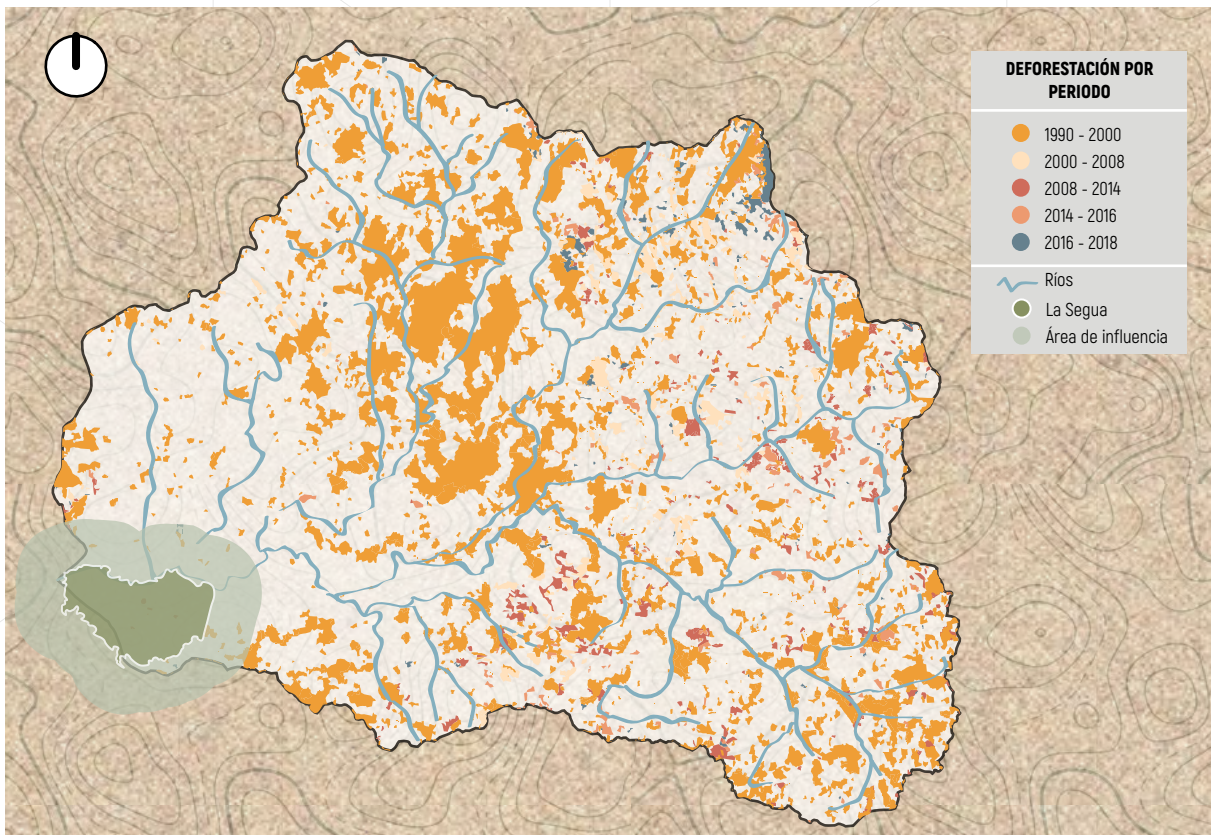 DEFORESTACIÓN POR
PERIODO
1990 - 2000
2000 - 2008
2008 - 2014
2014 - 2016
2016 - 2018
Ríos
La Segua
Área de influencia